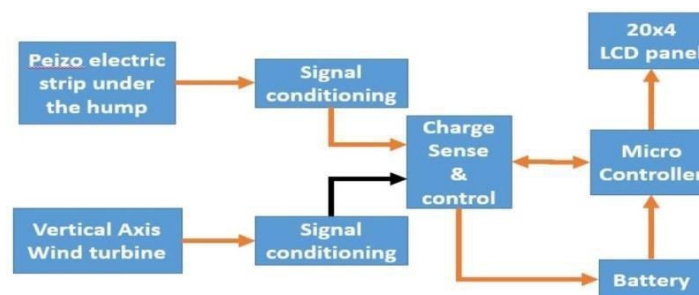 Peizo electric
strip under
the hump
Signal
conditioning
20x4
LCD panel
Charge
Sense
&
control
Micro
Controller
Vertical Axis
Wind turbine
Signal
conditioning
Battery